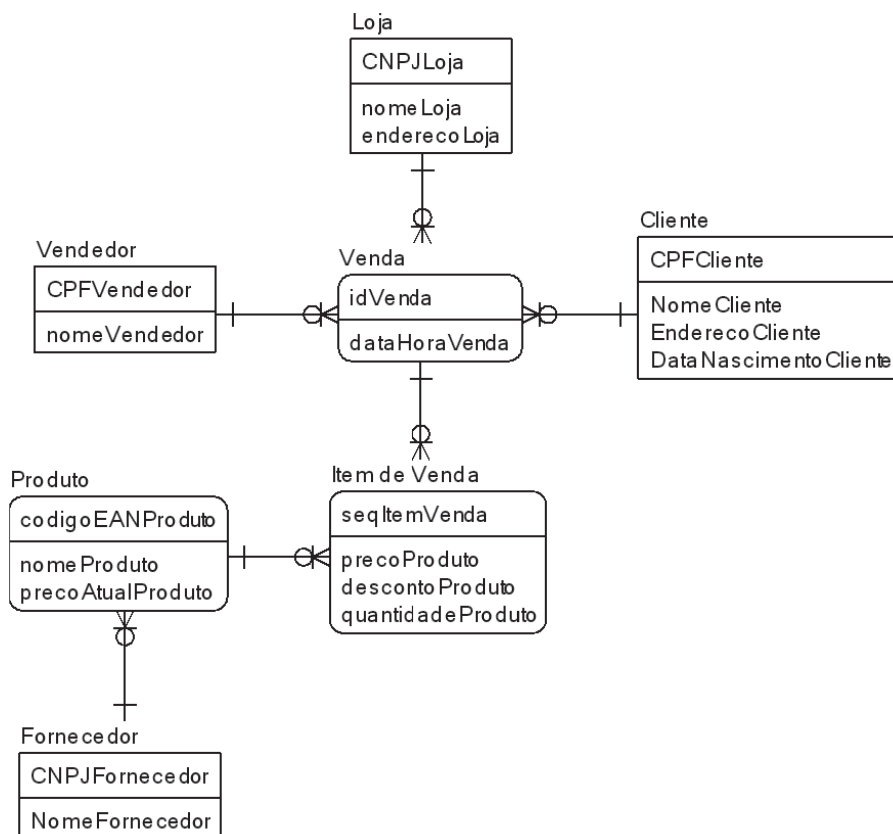 Loja
CNPJLoja
nomeLoja
enderecoLoja
Vendedor
CPFVendedor
nomeVendedor
Venda
idVenda
dataHoraVenda
Cliente
CPFCliente
NomeCliente
EnderecoCliente
DataNascimentoCliente
Produto
codigoEANProduto
nomeProduto
precoAtualProduto
Item de Venda
seqItemVenda
precoProduto
descontoProduto
quantidadeProduto
Fornecedor
CNPJFornecedor
NomeFornecedor